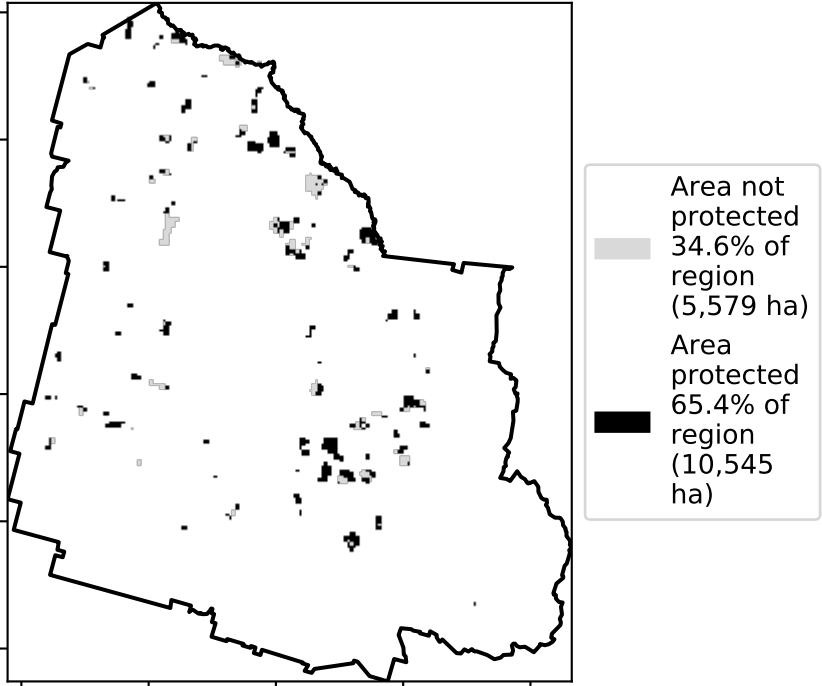 Area not
protected
34.6% of
region
(5,579 ha)
Area
protected
65.4% of
region
(10,545
ha)